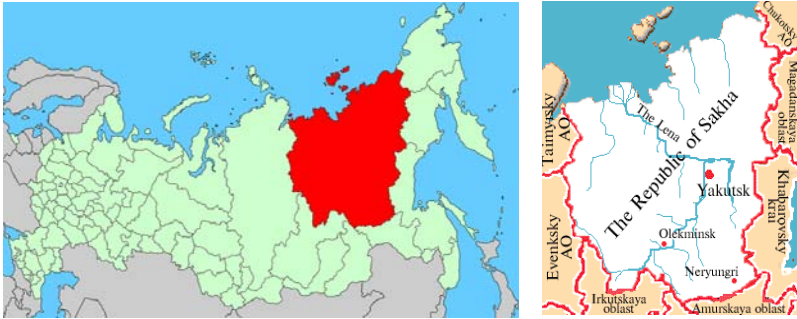 Chukotsky
AO
Magadanskaya
oblast
Taimyrsky
AO
The Lena
The Republic of Sakha
Yakutsk
Khabarovsky
krai
Olekminsk
Evenksky
AO
Neryungri
Irkutskaya
oblast
Amurskaya oblast